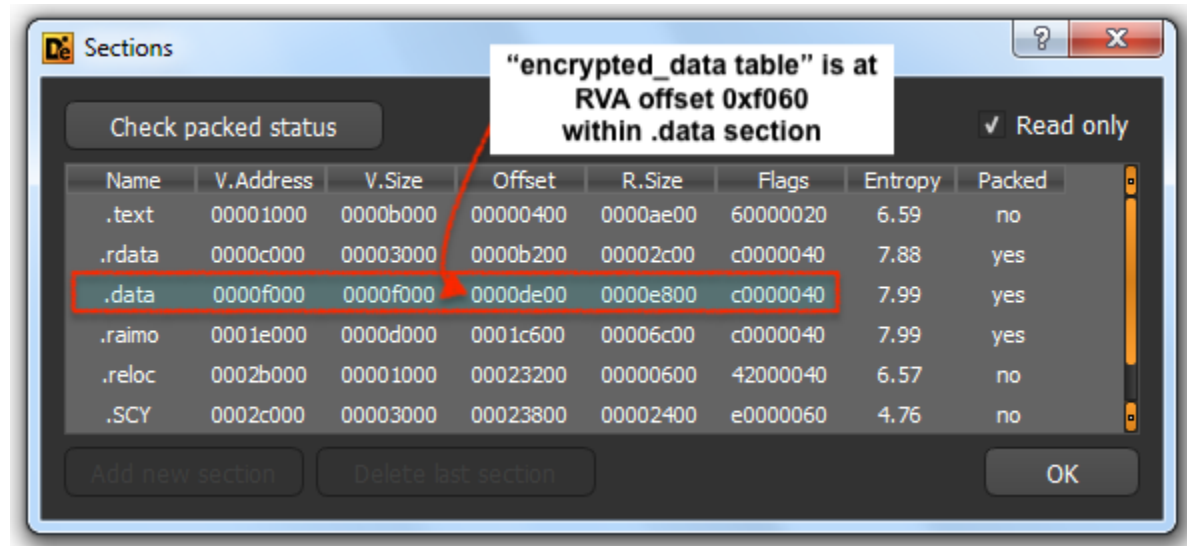 Sections
“encrypted_data table” is at
RVA offset 0xf060
within .data section
Check packed status
Read only
Name V.Address V.Size Offset R.Size Flags Entropy Packed
.text 00001000 0000b000 00000400 0000ae00 60000020 6.59 no
.rdata 0000c000 00003000 0000b200 00002c00 c0000040 7.88 yes
.data 0000f000 0000f000 0000de00 0000e800 c0000040 7.99 yes
.raimo 0001e000 0000d000 0001c600 00006c00 c0000040 7.99 yes
.reloc 0002b000 00001000 00023200 00000600 42000040 6.57 no
.SCY 0002c000 00003000 00023800 00002400 e0000060 4.76 no
Add new section Delete last section OK